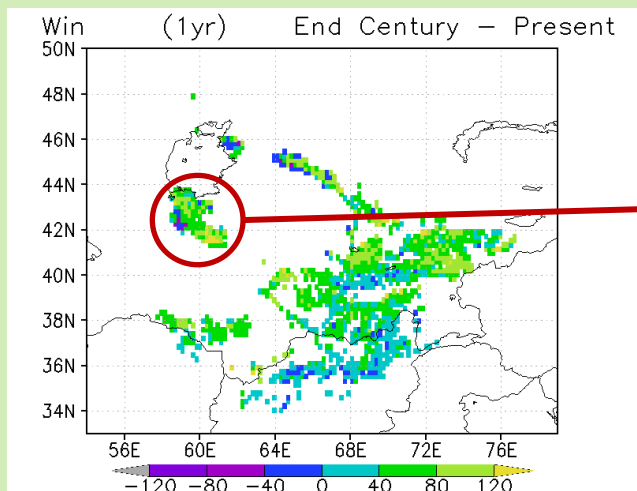 Win (1yr) End Century – Present
50N
48N
46N
44N
42N
40N
38N
36N
34N
56E 60E 64E 68E 72E 76E
−120 −80 −40 0 40 80 120